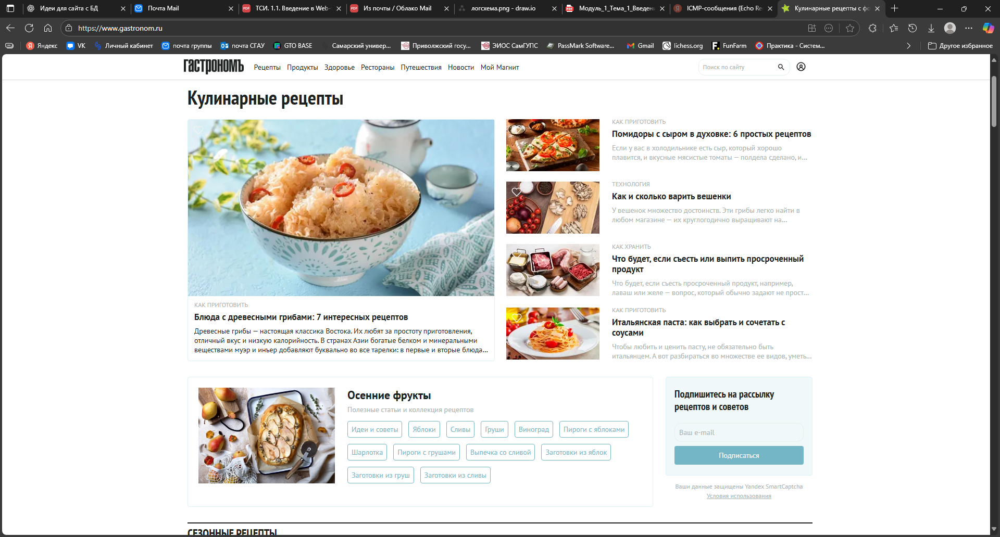 Идеи для сайта с БД
Почта Mail
ТСИ. 1.1. Введение в Web-
Из почты / Облако Mail
логсхема.png - draw.io
Модуль_1_Тема_1_Введен
ICMP-сообщения (Echo Re
Кулинарные рецепты с фо
https://www.gastronom.ru
Яндекс
VK
Личный кабинет
почта группы
почта СГАУ
GTO BASE
Самарский универ...
Приволжский госу...
ЭИОС СамГУПС
PassMark Software...
Gmail
lichess.org
FunFarm
Практика - Систем...
Другое избранное
гастрономъ
Рецепты Продукты Здоровье Рестораны Путешествия Новости Мой Магнит
Поиск по сайту
Кулинарные рецепты
КАК ПРИГОТОВИТЬ
Блюда с древесными грибами: 7 интересных рецептов
Древесные грибы — настоящая классика Востока. Их любят за простоту приготовления,
отличный вкус и низкую калорийность. В странах Азии богатые белком и минеральными
веществами муэр и инъер добавляют буквально во все тарелки: в первые и вторые блюда...
КАК ПРИГОТОВИТЬ
Помидоры с сыром в духовке: 6 простых рецептов
Если у вас в холодильнике есть сыр, который хорошо
плавится, и вкусные мясистые томаты — полдела сделано, и...
ТЕХНОЛОГИЯ
Как и сколько варить вешенки
У вешенок множество достоинств. Эти грибы легко найти в
любом магазине — их круглогодично выращивают на...
КАК ХРАНИТЬ
Что будет, если съесть или выпить просроченный
продукт
Что будет, если съесть просроченный продукт, например,
лаваш или желе — вопрос, который обычно задают не прост...
КАК ПРИГОТОВИТЬ
Итальянская паста: как выбрать и сочетать с
соусами
Чтобы любить и ценить пасту, не обязательно быть
итальянцем. А вот разбираться во множестве ее видов, уметь...
Осенние фрукты
Полезные статьи и коллекция рецептов
Идеи и советы
Яблоки
Сливы
Груши
Виноград
Пироги с яблоками
Шарлотка
Пироги с грушами
Выпечка со сливой
Заготовки из яблок
Заготовки из груш
Заготовки из сливы
Подпишитесь на рассылку
рецептов и советов
Ваш e-mail
Подписаться
Ваши данные защищены Yandex SmartCaptcha
Условия использования
СЕЗОННЫЕ РЕЦЕПТЫ